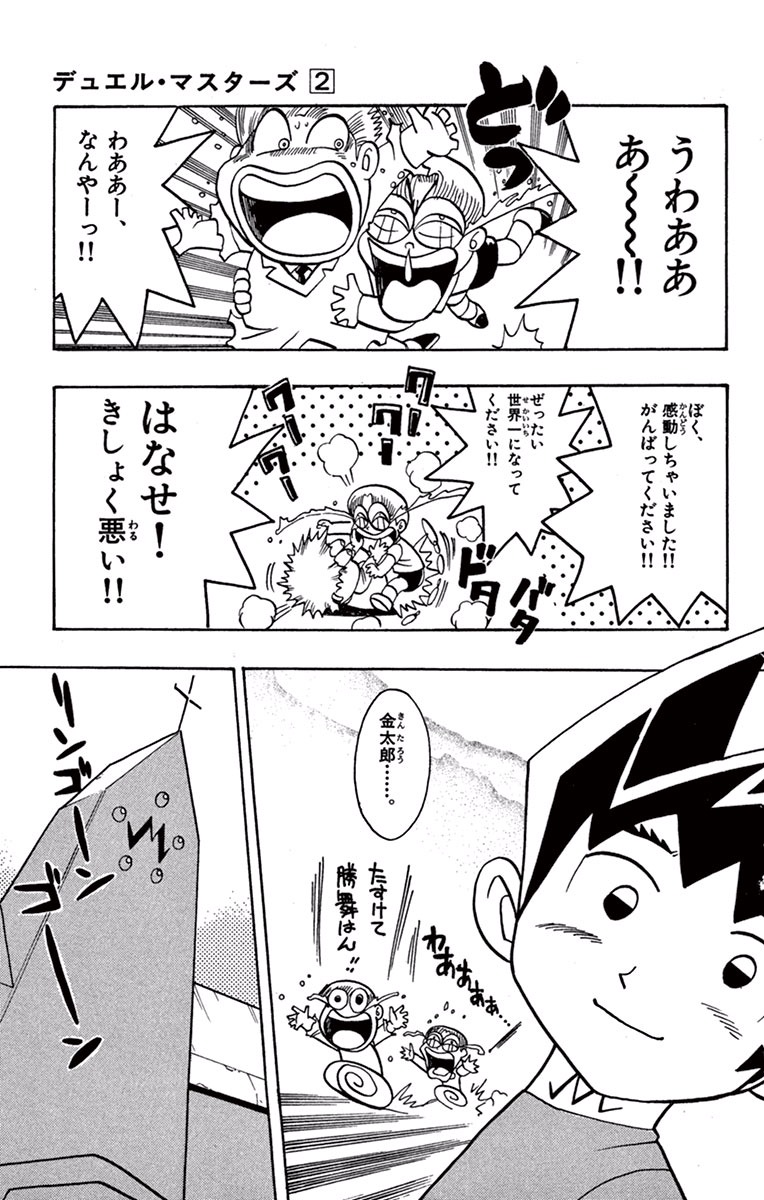 デュエル・マスターズ 2
うわああ
あ〜〜〜!!
どっ
わああー、
なんやーっ!!
ぼく、
感動しちゃいました!!
がんばってください!!
ぜったい
世界一になって
ください!!
ワーワーワー
はなせ!
きしょく悪い!!
ドタ
バタ
金太郎……。
たすけて
勝舞はん!!
わあああぁ…
リンゴーン
ゴーン